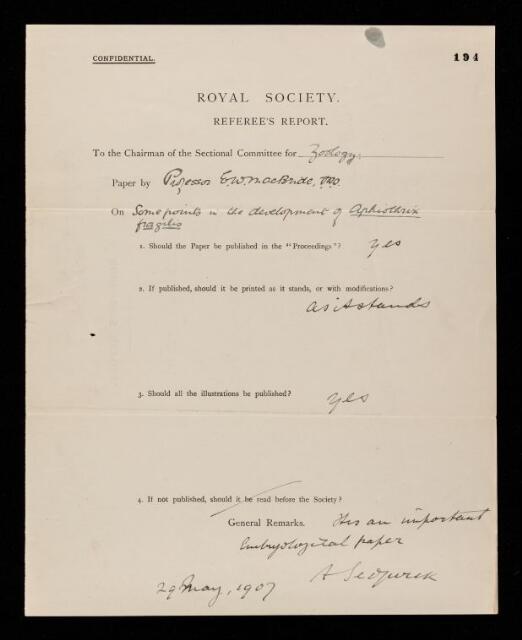 CONFIDENTIAL.
194
ROYAL SOCIETY.
REFEREE'S REPORT.
To the Chairman of the Sectional Committee for Zoology.
Paper by Professor E.W. MacBride,
On Some points in the development of Ophiothrix
fragilis
1. Should the Paper be published in the "Proceedings"? Yes
2. If published, should it be printed as it stands, or with modifications?
as it stands
3. Should all the illustrations be published? Yes
4. If not published, should it be read before the Society?
General Remarks. It is an important
Embryological paper
A Sedgwick
29 May, 1907